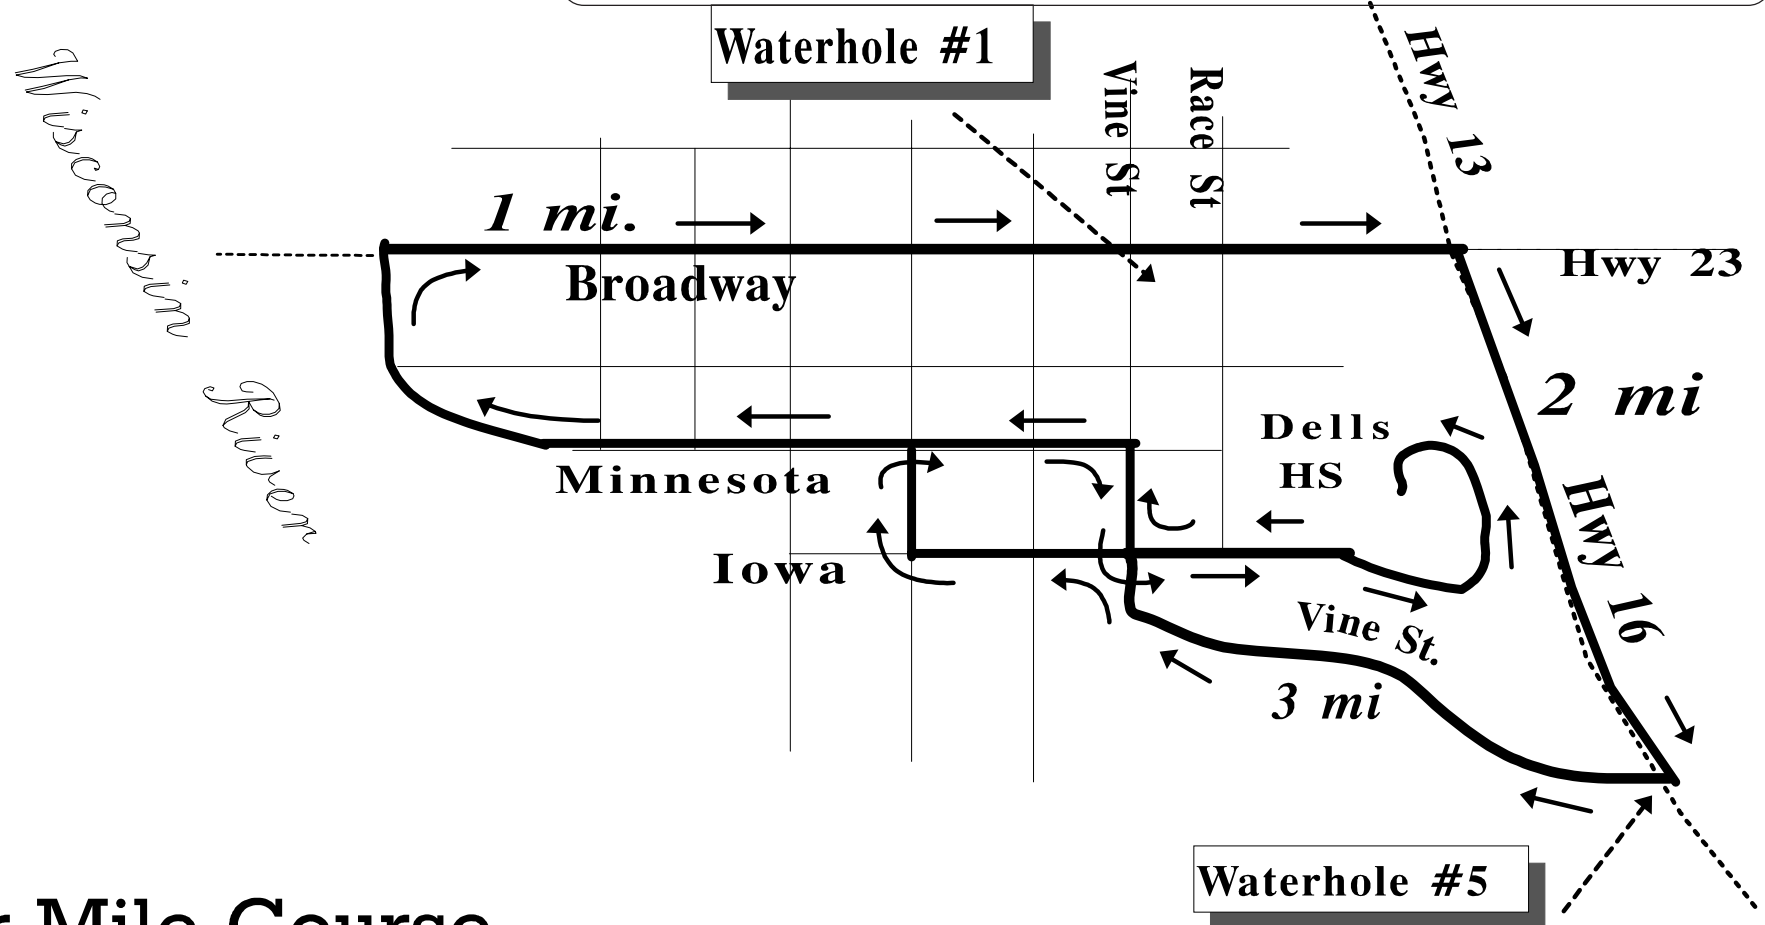 Waterhole #1
Wisconsin River
Vine St
Race St
Hwy 13
1 mi.
Broadway
Hwy 23
2 mi
Dells
HS
Minnesota
Hwy 16
Iowa
Vine St.
3 mi
Waterhole #5
Mile Course